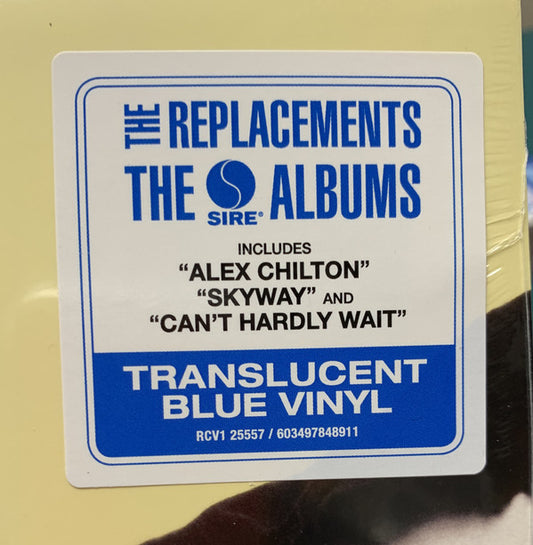 THE REPLACEMENTS
THE SIRE® ALBUMS
INCLUDES
“ALEX CHILTON”
“SKYWAY” AND
“CAN'T HARDLY WAIT”
TRANSLUCENT
BLUE VINYL
RCV1 25557 / 603497848911